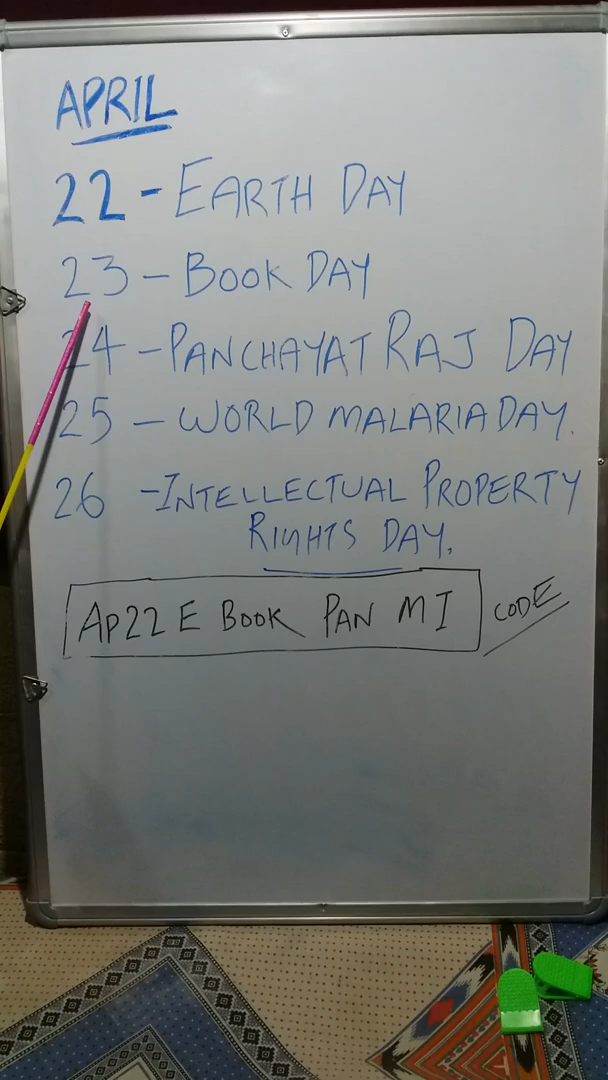 APRIL
22 - EARTH DAY
23 - BOOK DAY
24 - PANCHAYAT RAJ DAY
25 - WORLD MALARIA DAY.
26 - INTELLECTUAL PROPERTY
RIGHTS DAY.
AP22 E BOOK PAN M I CODE